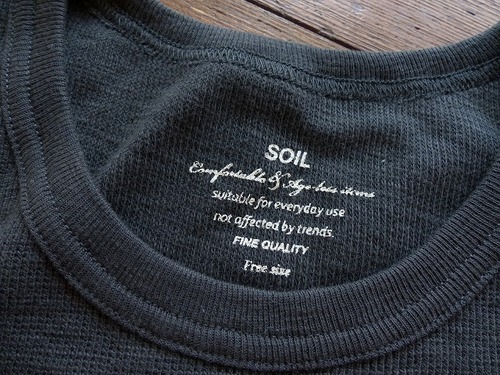 SOIL
Comfortable & Age-less items
suitable for everyday use
not affected by trends.
FINE QUALITY
Free size